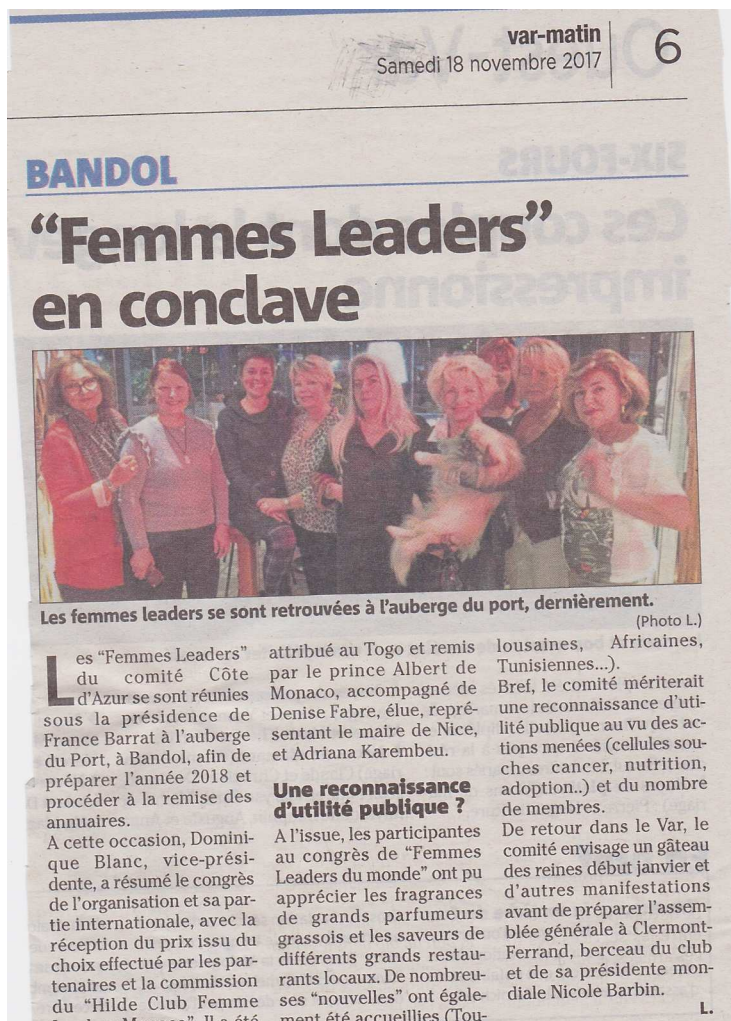 var-matin
Samedi 18 novembre 2017
6
BANDOL
“Femmes Leaders”
en conclave
Les femmes leaders se sont retrouvées à l'auberge du port, dernièrement.
(Photo L.)
Les “Femmes Leaders”
du comité Côte
d'Azur se sont réunies
sous la présidence de
France Barrat à l'auberge
du Port, à Bandol, afin de
préparer l'année 2018 et
procéder à la remise des
annuaires.
A cette occasion, Domini-
que Blanc, vice-prési-
dente, a résumé le congrès
de l'organisation et sa par-
tie internationale, avec la
réception du prix issu du
choix effectué par les par-
tenaires et la commission
du “Hilde Club Femme
attribué au Togo et remis
par le prince Albert de
Monaco, accompagné de
Denise Fabre, élue, repré-
sentant le maire de Nice,
et Adriana Karembeu.
Une reconnaissance
d'utilité publique ?
A l'issue, les participantes
au congrès de “Femmes
Leaders du monde” ont pu
apprécier les fragrances
de grands parfumeurs
grassois et les saveurs de
différents grands restau-
rants locaux. De nombreu-
ses “nouvelles” ont égale-
ment été accueillies (Tou-
lousaines, Africaines,
Tunisiennes...).
Bref, le comité mériterait
une reconnaissance d'uti-
lité publique au vu des ac-
tions menées (cellules sou-
ches cancer, nutrition,
adoption..) et du nombre
de membres.
De retour dans le Var, le
comité envisage un gâteau
des reines début janvier et
d'autres manifestations
avant de préparer l'assem-
blée générale à Clermont-
Ferrand, berceau du club
et de sa présidente mon-
diale Nicole Barbin.
L.